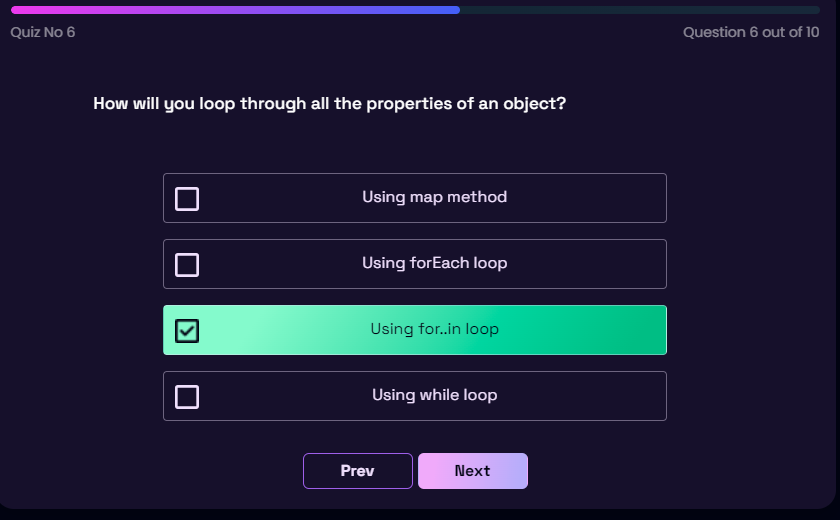 Quiz No 6
Question 6 out of 10
How will you loop through all the properties of an object?
Using map method
Using forEach loop
Using for..in loop
Using while loop
Prev
Next